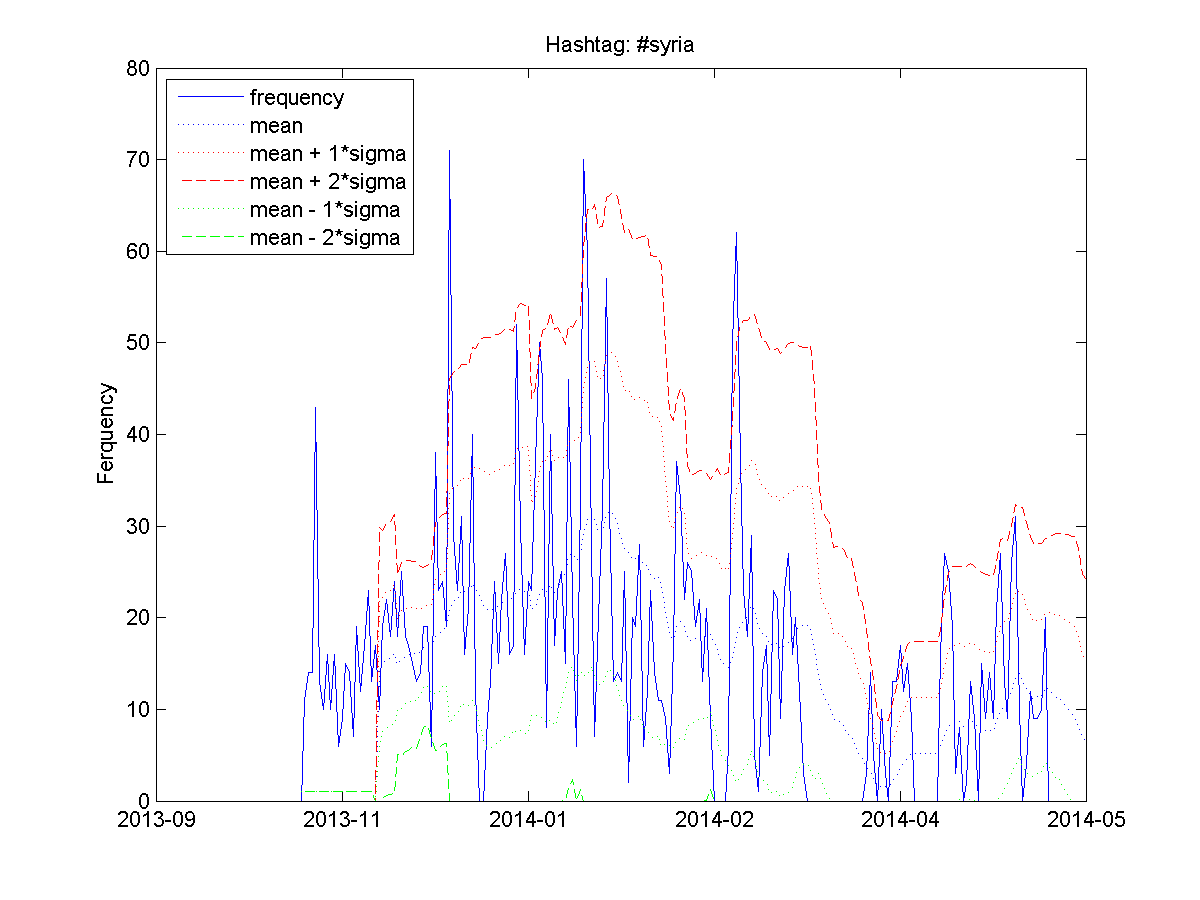 Hashtag: #syria
80
70
60
50
40
30
20
10
0
Ferquency
frequency
mean
mean + 1*sigma
mean + 2*sigma
mean - 1*sigma
mean - 2*sigma
2013-09 2013-11 2014-01 2014-02 2014-04 2014-05